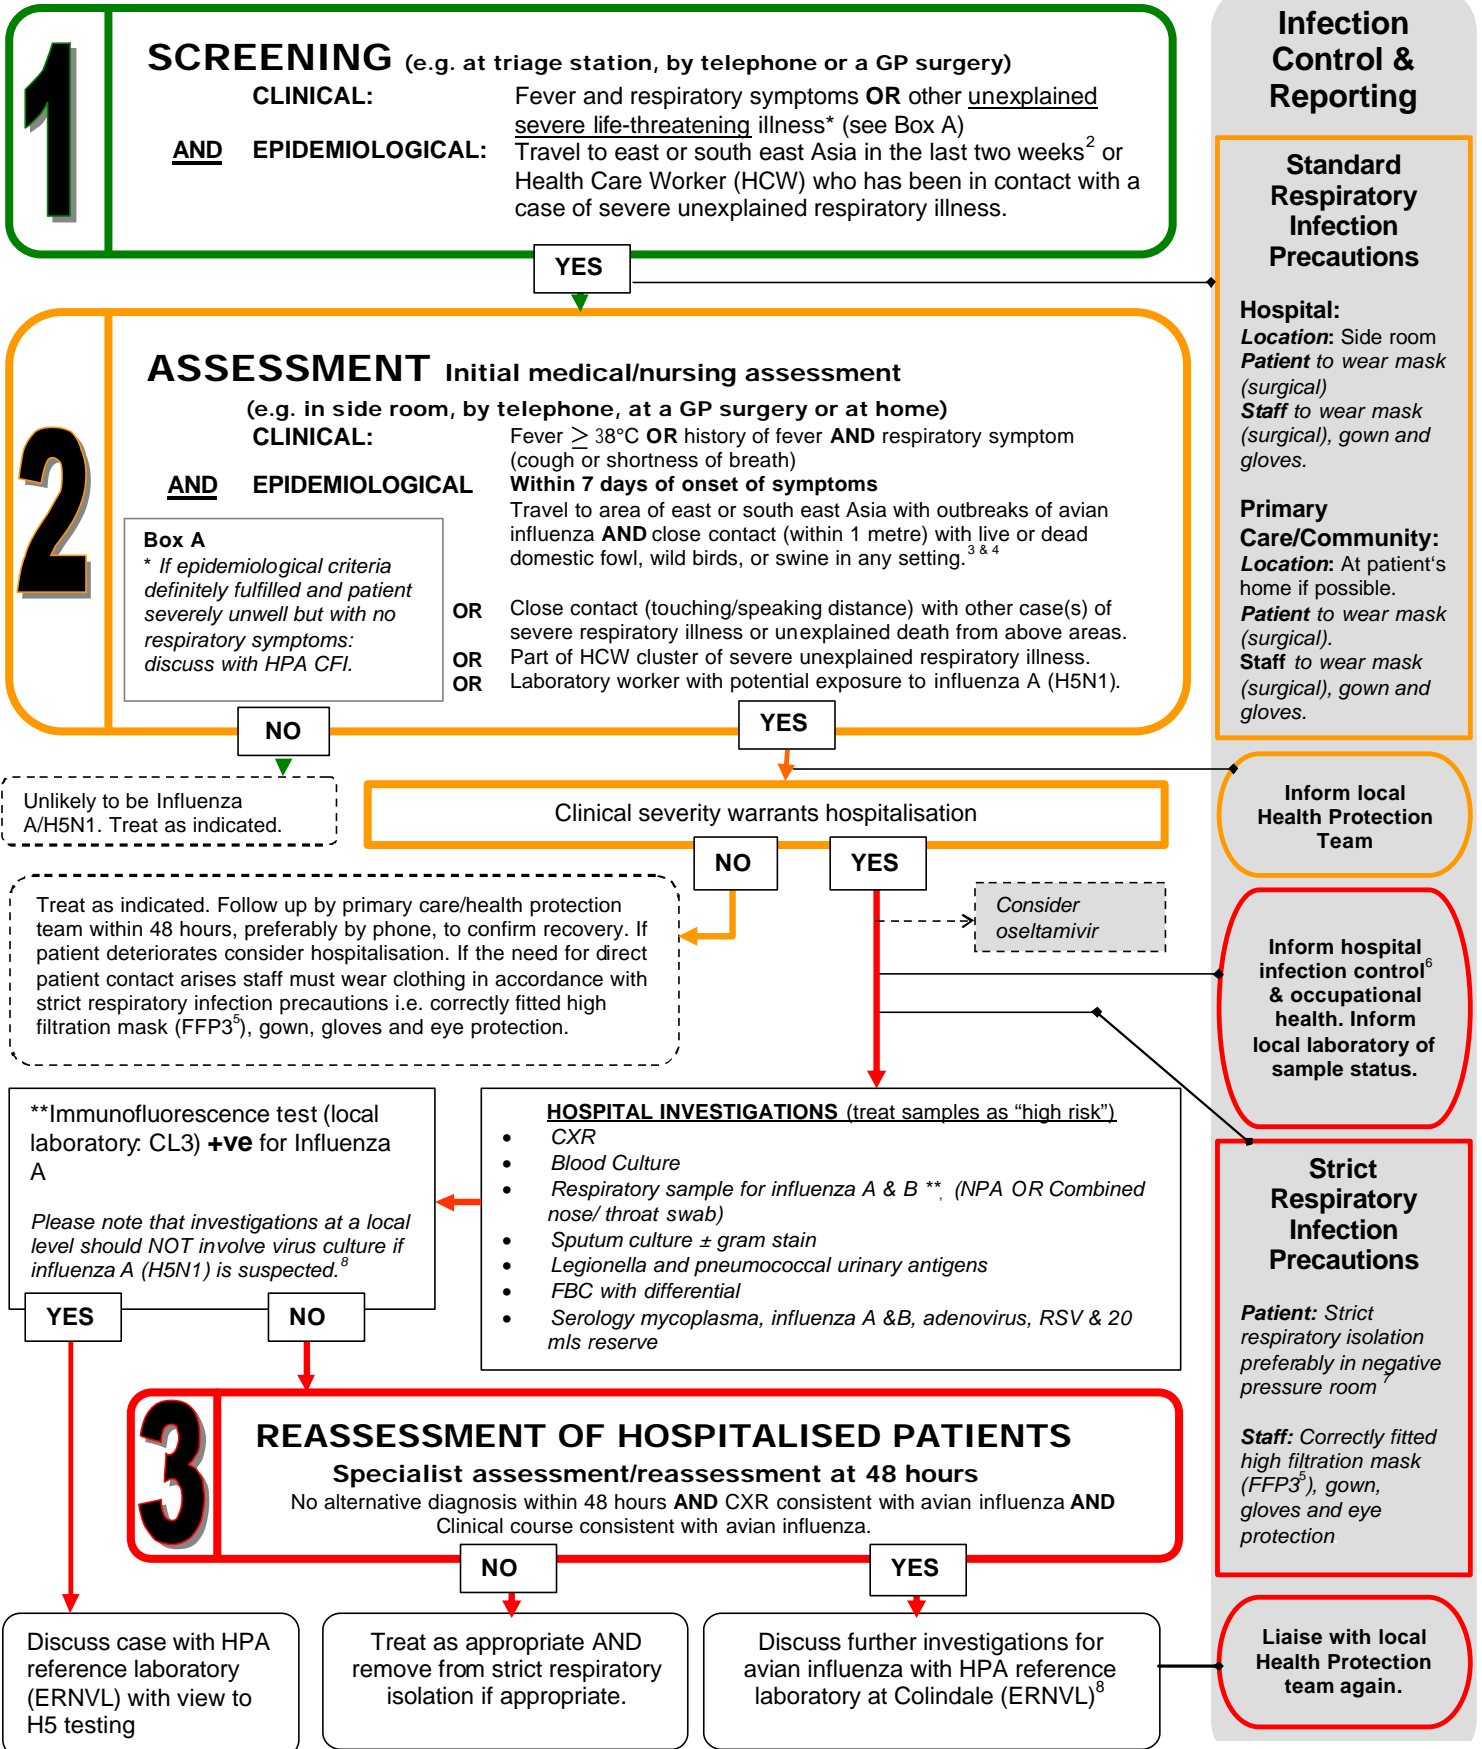 1
SCREENING (e.g. at triage station, by telephone or a GP surgery)
CLINICAL: Fever and respiratory symptoms OR other unexplained
severe life-threatening illness* (see Box A)
AND EPIDEMIOLOGICAL: Travel to east or south east Asia in the last two weeks2 or
Health Care Worker (HCW) who has been in contact with a
case of severe unexplained respiratory illness.
YES
2
ASSESSMENT Initial medical/nursing assessment
(e.g. in side room, by telephone, at a GP surgery or at home)
CLINICAL: Fever ≥ 38°C OR history of fever AND respiratory symptom
(cough or shortness of breath)
AND EPIDEMIOLOGICAL Within 7 days of onset of symptoms
Travel to area of east or south east Asia with outbreaks of avian
influenza AND close contact (within 1 metre) with live or dead
domestic fowl, wild birds, or swine in any setting.3 & 4
OR Close contact (touching/speaking distance) with other case(s) of
severe respiratory illness or unexplained death from above areas.
OR Part of HCW cluster of severe unexplained respiratory illness.
OR Laboratory worker with potential exposure to influenza A (H5N1).
Box A
* If epidemiological criteria
definitely fulfilled and patient
severely unwell but with no
respiratory symptoms:
discuss with HPA CFI.
NO
YES
Unlikely to be Influenza
A/H5N1. Treat as indicated.
Clinical severity warrants hospitalisation
NO
YES
Treat as indicated. Follow up by primary care/health protection
team within 48 hours, preferably by phone, to confirm recovery. If
patient deteriorates consider hospitalisation. If the need for direct
patient contact arises staff must wear clothing in accordance with
strict respiratory infection precautions i.e. correctly fitted high
filtration mask (FFP35), gown, gloves and eye protection.
Consider
oseltamivir
**Immunofluorescence test (local
laboratory: CL3) +ve for Influenza
A
Please note that investigations at a local
level should NOT involve virus culture if
influenza A (H5N1) is suspected.8
YES
NO
HOSPITAL INVESTIGATIONS (treat samples as "high risk")
• CXR
• Blood Culture
• Respiratory sample for influenza A & B **, (NPA OR Combined
nose/ throat swab)
• Sputum culture ± gram stain
• Legionella and pneumococcal urinary antigens
• FBC with differential
• Serology mycoplasma, influenza A &B, adenovirus, RSV & 20
mls reserve
3
REASSESSMENT OF HOSPITALISED PATIENTS
Specialist assessment/reassessment at 48 hours
No alternative diagnosis within 48 hours AND CXR consistent with avian influenza AND
Clinical course consistent with avian influenza.
NO
YES
Discuss case with HPA
reference laboratory
(ERNVL) with view to
H5 testing
Treat as appropriate AND
remove from strict respiratory
isolation if appropriate.
Discuss further investigations for
avian influenza with HPA reference
laboratory at Colindale (ERNVL)8
Infection
Control &
Reporting
Standard
Respiratory
Infection
Precautions
Hospital:
Location: Side room
Patient to wear mask
(surgical)
Staff to wear mask
(surgical), gown and
gloves.
Primary
Care/Community:
Location: At patient's
home if possible.
Patient to wear mask
(surgical).
Staff to wear mask
(surgical), gown and
gloves.
Inform local
Health Protection
Team
Inform hospital
infection control6
& occupational
health. Inform
local laboratory of
sample status.
Strict
Respiratory
Infection
Precautions
Patient: Strict
respiratory isolation
preferably in negative
pressure room 7
Staff: Correctly fitted
high filtration mask
(FFP35), gown,
gloves and eye
protection
Liaise with local
Health Protection
team again.